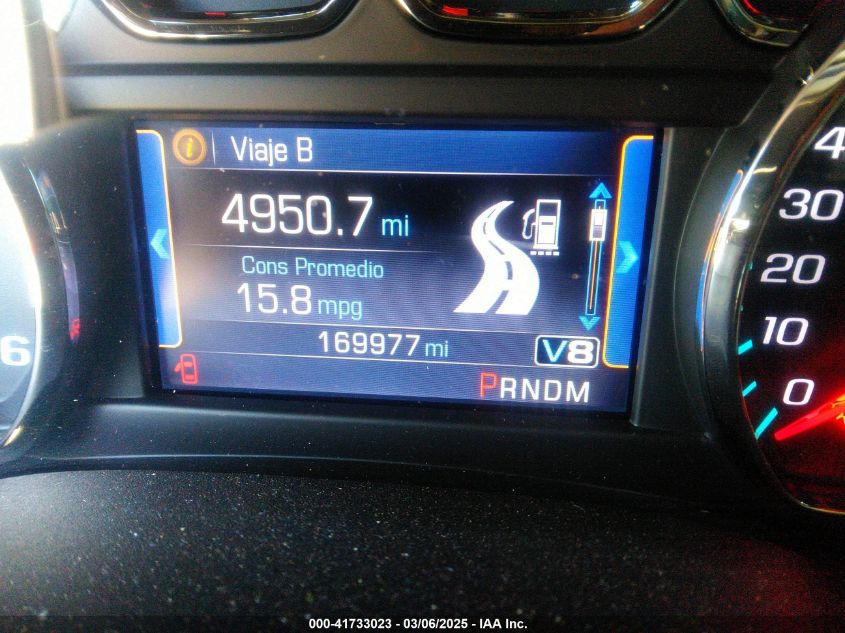 Viaje B
4950.7 mi
Cons Promedio
15.8 mpg
169977 mi
V8
PRNDM
6
4
30
20
10
0
000-41733023 - 03/06/2025 - IAA Inc.